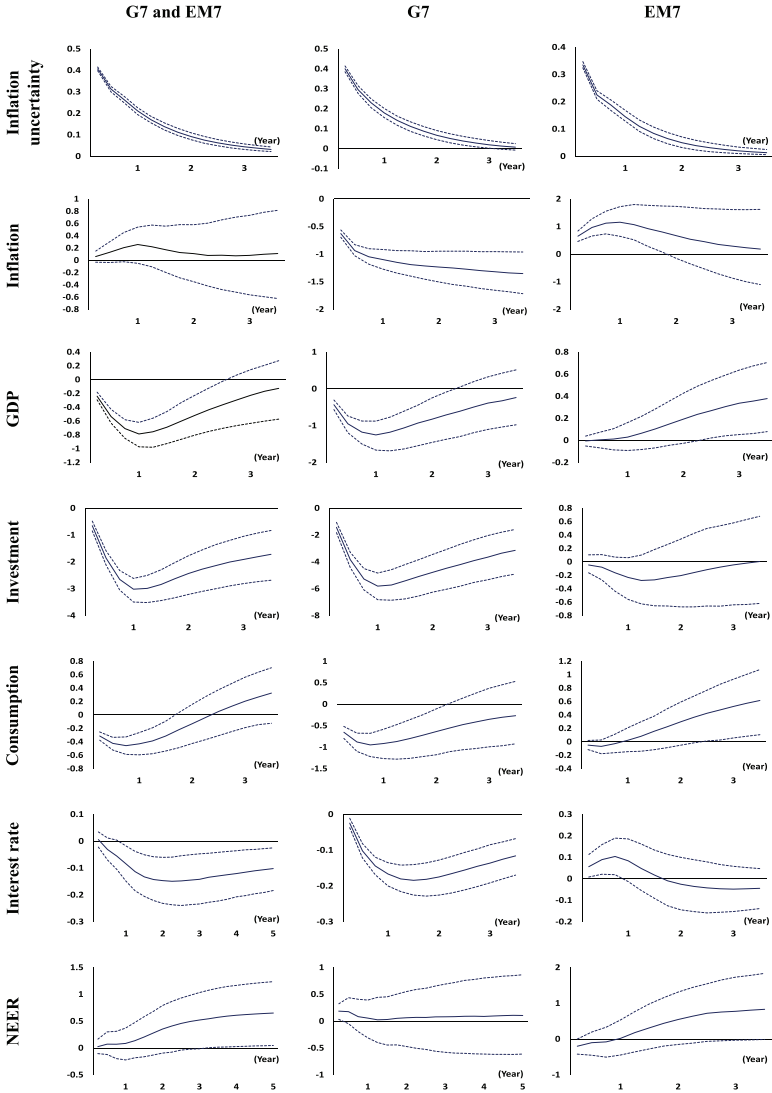 G7 and EM7 G7 EM7
Inflation uncertainty
0.5
0.4
0.3
0.2
0.1
0
(Year)
1 2 3
0.5
0.4
0.3
0.2
0.1
0
-0.1
(Year)
1 2 3
0.4
0.3
0.2
0.1
0
(Year)
1 2 3
Inflation
1
0.8
0.6
0.4
0.2
0
-0.2
-0.4
-0.6
-0.8
(Year)
1 2 3
0
-0.5
-1
-1.5
-2
(Year)
1 2 3
2
1
0
-1
-2
(Year)
1 2 3
GDP
0.4
0.2
0
-0.2
-0.4
-0.6
-0.8
-1
-1.2
(Year)
1 2 3
1
0
-1
-2
(Year)
1 2 3
0.8
0.6
0.4
0.2
0
-0.2
(Year)
1 2 3
Investment
0
-1
-2
-3
-4
(Year)
1 2 3
0
-2
-4
-6
-8
(Year)
1 2 3
0.8
0.6
0.4
0.2
0
-0.2
-0.4
-0.6
-0.8
(Year)
1 2 3
Consumption
0.8
0.6
0.4
0.2
0
-0.2
-0.4
-0.6
-0.8
(Year)
1 2 3
1
0.5
0
-0.5
-1
-1.5
(Year)
1 2 3
1.2
1
0.8
0.6
0.4
0.2
0
-0.2
-0.4
(Year)
1 2 3
Interest rate
0.1
0
-0.1
-0.2
-0.3
(Year)
1 2 3 4 5
0
-0.1
-0.2
-0.3
(Year)
1 2 3
0.3
0.2
0.1
0
-0.1
-0.2
(Year)
1 2 3
NEER
1.5
1
0.5
0
-0.5
(Year)
1 2 3 4 5
1
0.5
0
-0.5
-1
(Year)
1 2 3 4 5
2
1
0
-1
(Year)
1 2 3